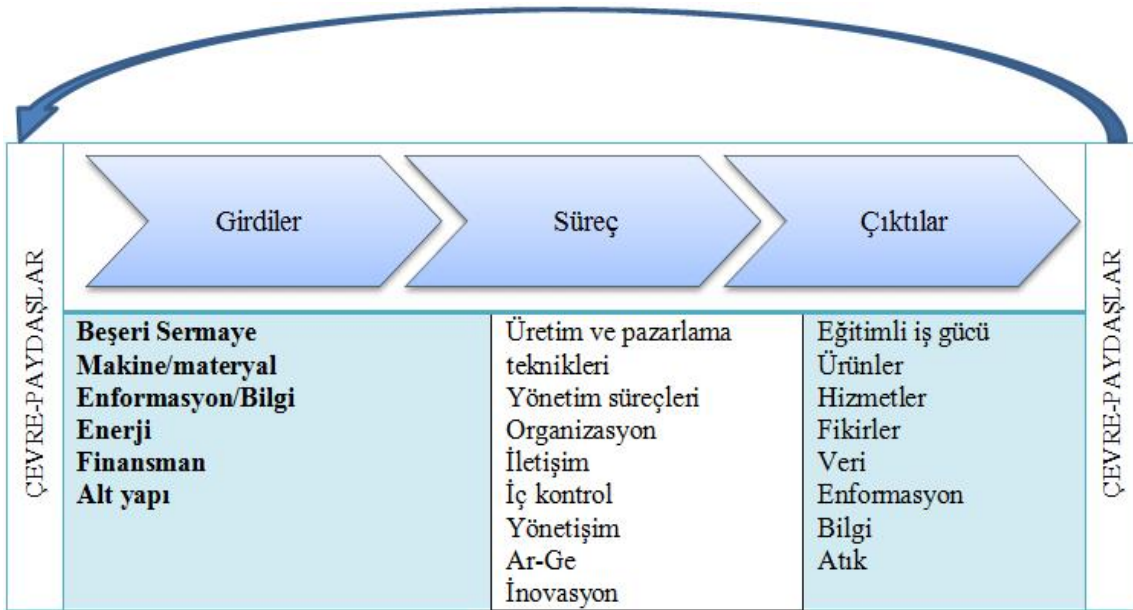 ÇEVRE-PAYDAŞLAR
Girdiler
Süreç
Çıktılar
Beşeri Sermaye
Makine/materyal
Enformasyon/Bilgi
Enerji
Finansman
Alt yapı
Üretim ve pazarlama
teknikleri
Yönetim süreçleri
Organizasyon
İletişim
İç kontrol
Yönetişim
Ar-Ge
İnovasyon
Eğitimli iş gücü
Ürünler
Hizmetler
Fikirler
Veri
Enformasyon
Bilgi
Atık
ÇEVRE-PAYDAŞLAR